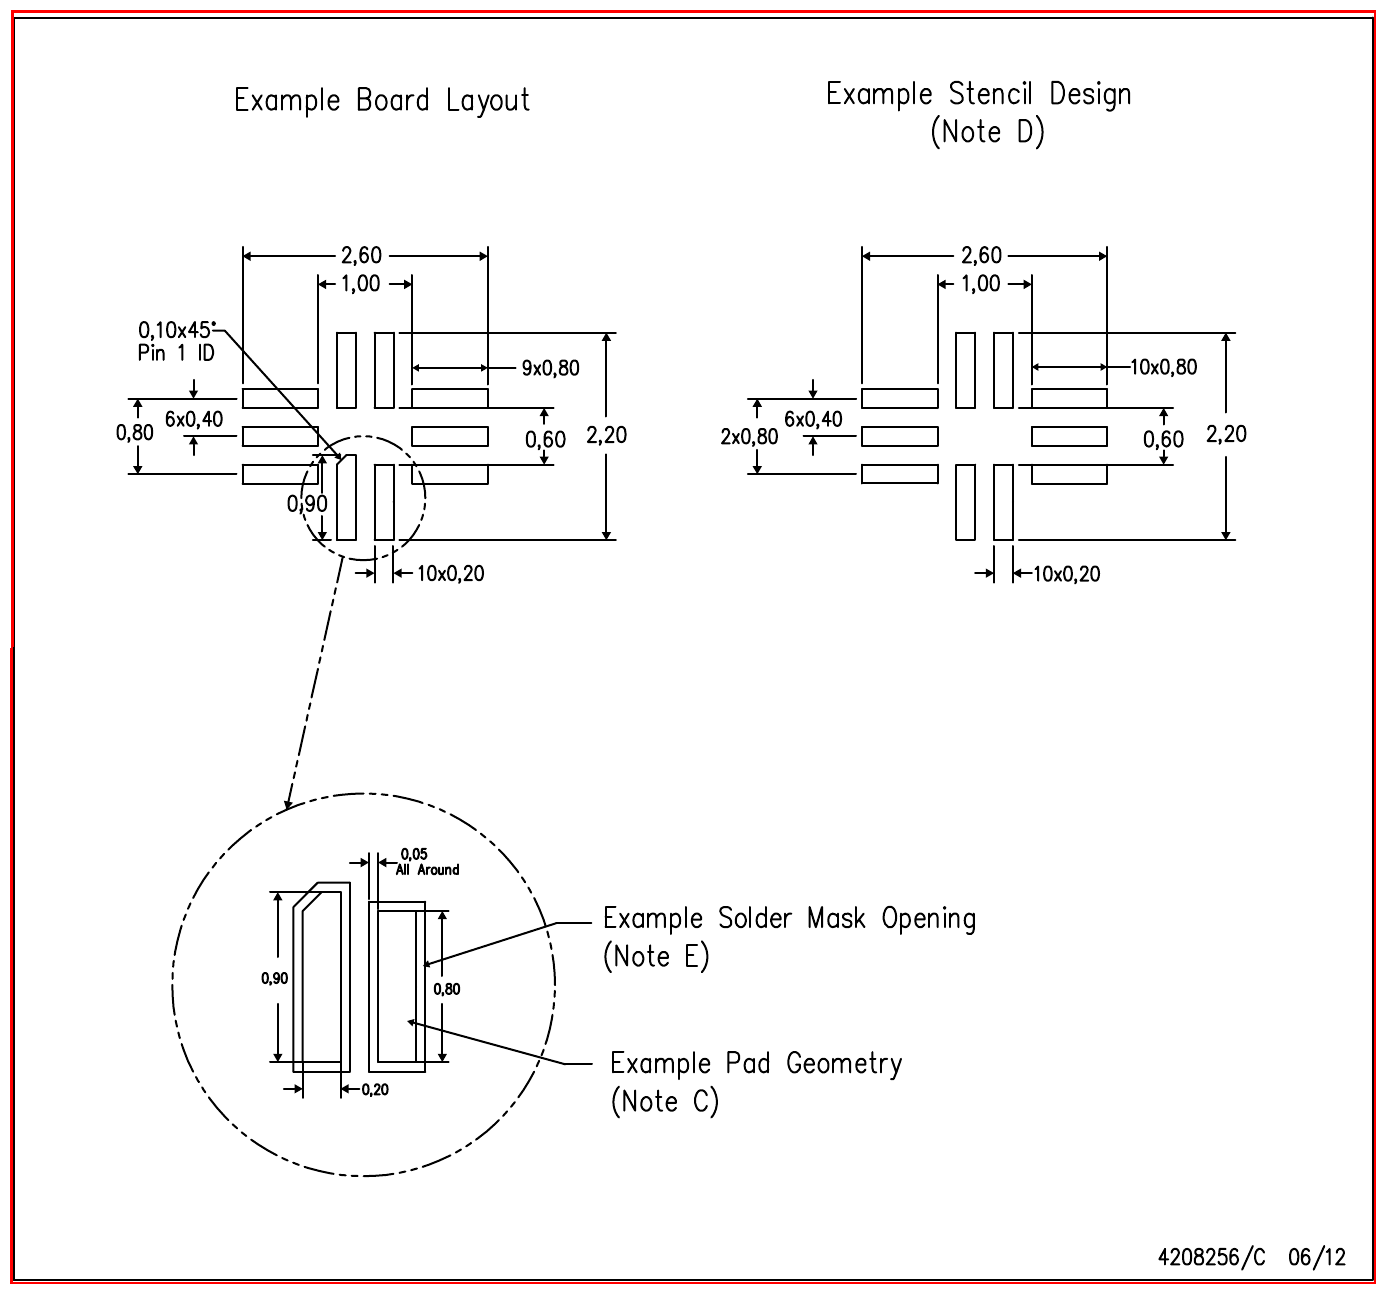 Example Board Layout
Example Stencil Design
(Note D)
2,60
1,00
0,10x45°
Pin 1 ID
9x0,80
6x0,40
0,80
0,60
2,20
0,90
10x0,20
2,60
1,00
10x0,80
6x0,40
2x0,80
0,60
2,20
10x0,20
0,05
All Around
0,90
0,80
0,20
Example Solder Mask Opening
(Note E)
Example Pad Geometry
(Note C)
4208256/C 06/12